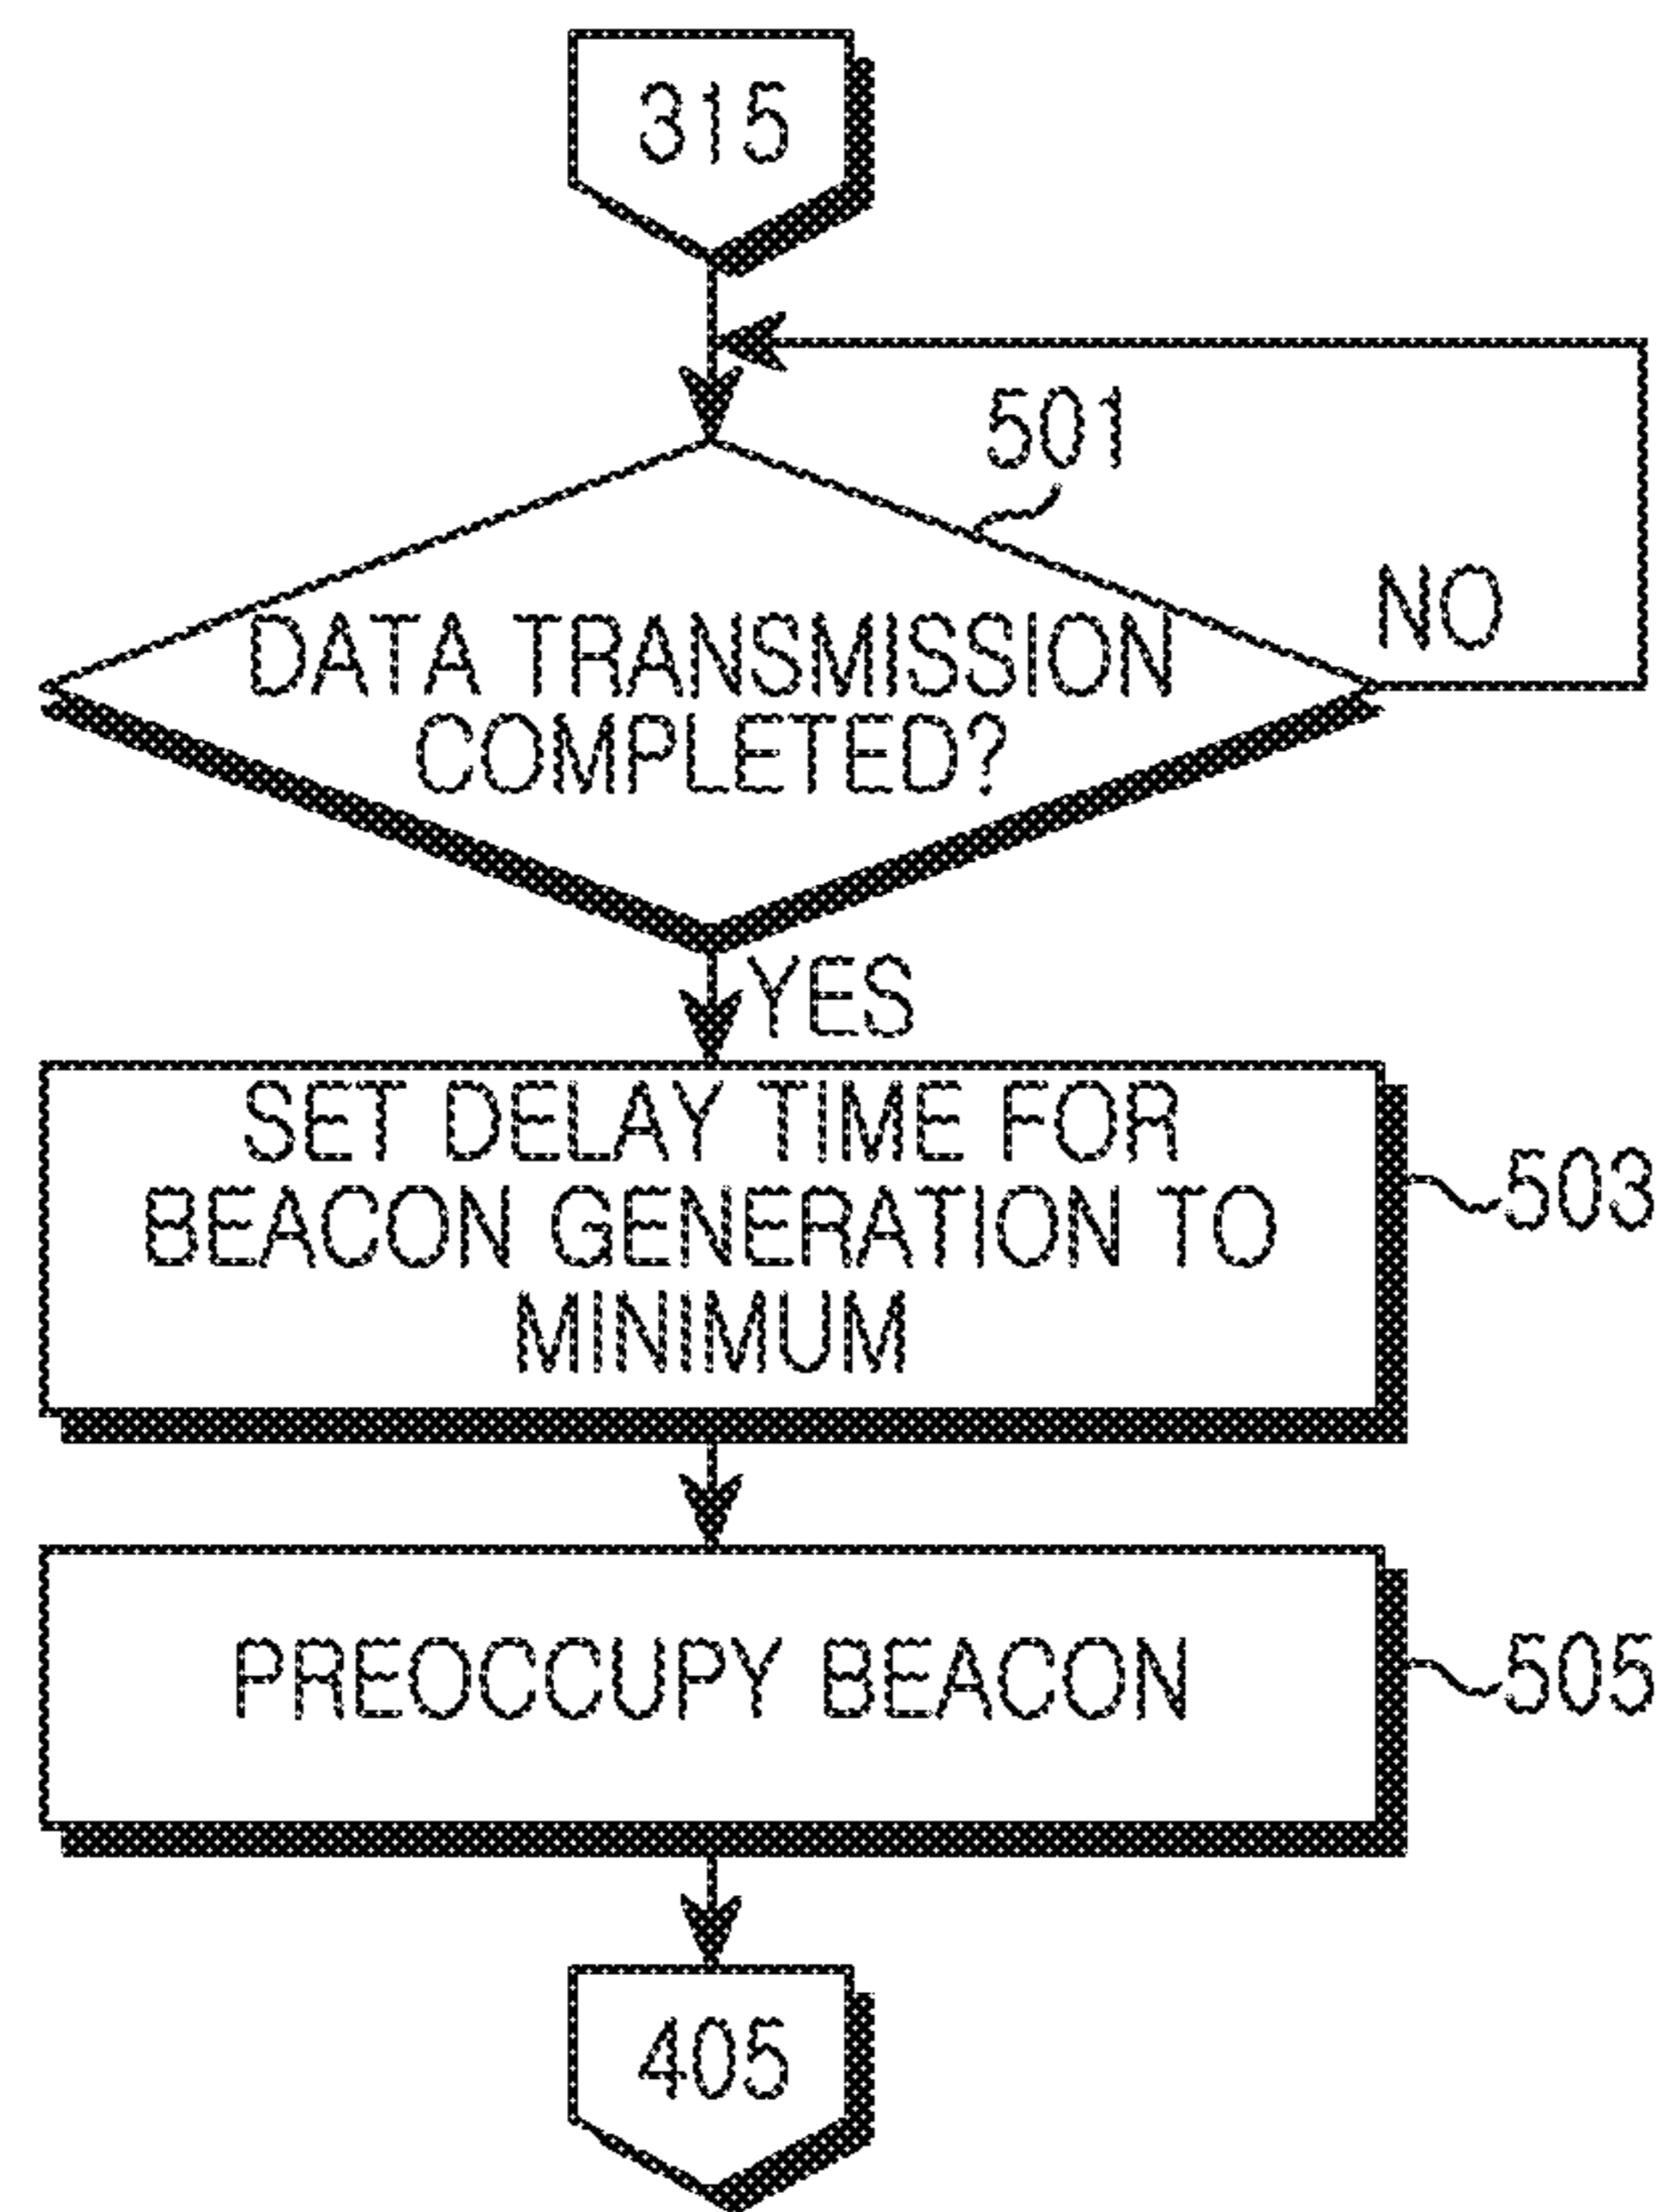 315
501
NO
DATA TRANSMISSION
COMPLETED?
YES
SET DELAY TIME FOR
BEACON GENERATION TO
MINIMUM
503
PREOCCUPY BEACON
505
405